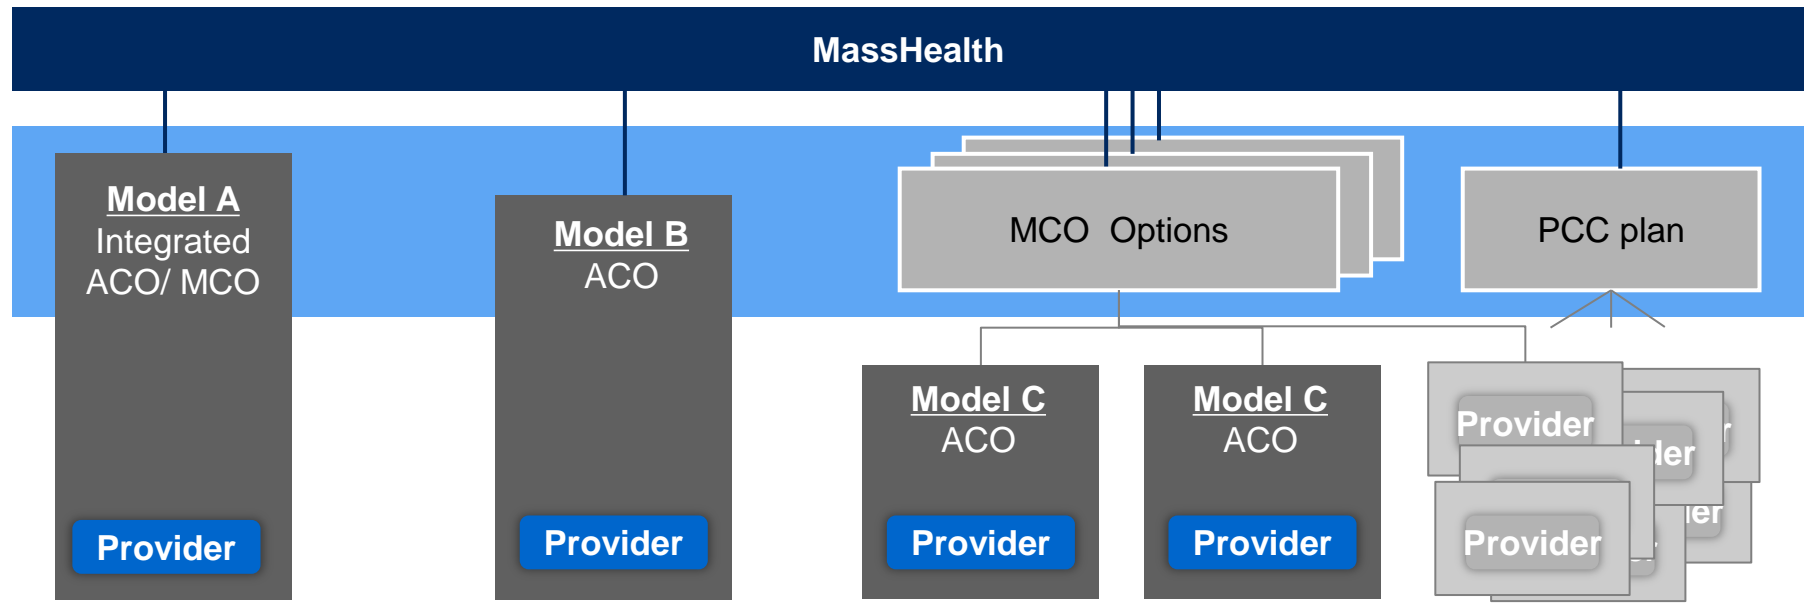 MassHealth
Model A
Integrated
ACO/ MCO
Provider
Model B
ACO
Provider
MCO  Options
PCC plan
Model C
ACO
Provider
Model C
ACO
Provider
Provider
Provider